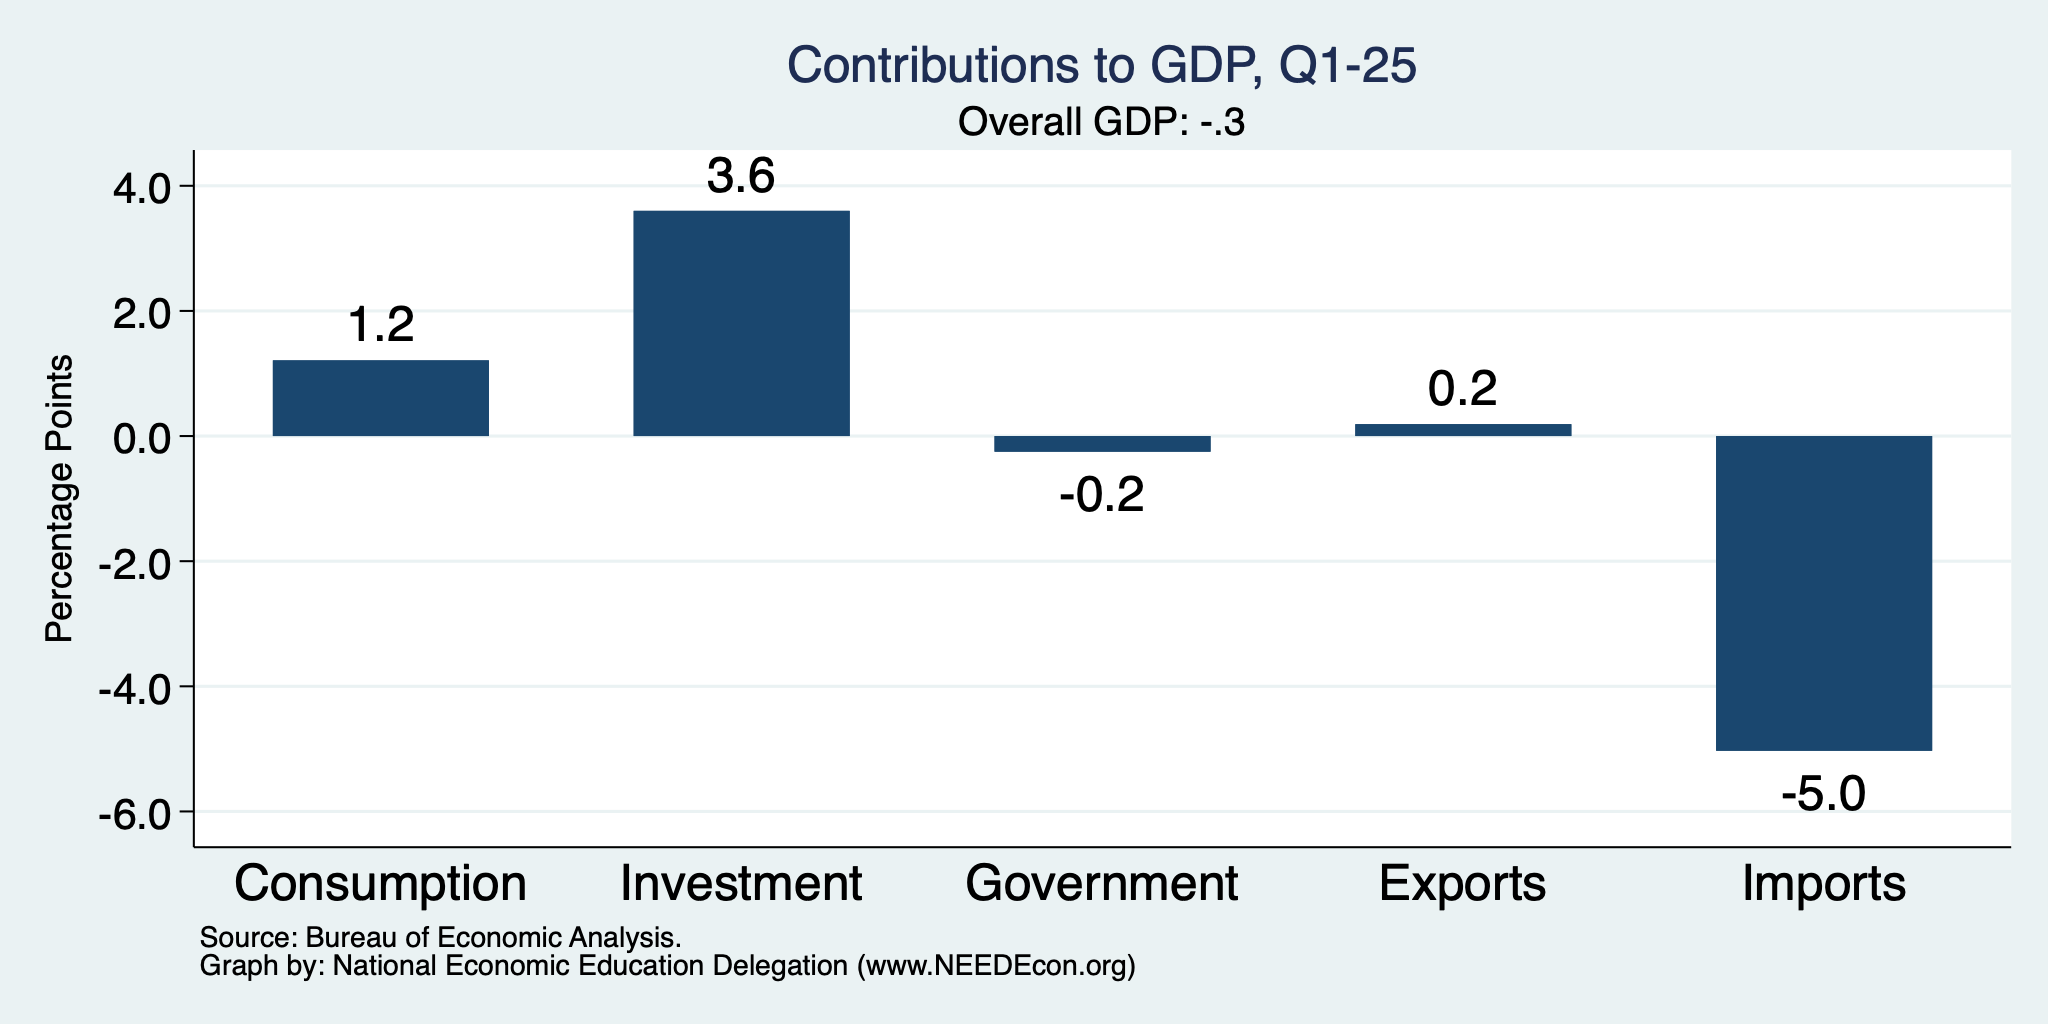 Contributions to GDP, Q1-25
Overall GDP: -.3
Percentage Points
4.0
2.0
0.0
-2.0
-4.0
-6.0
1.2
3.6
-0.2
0.2
-5.0
Consumption
Investment
Government
Exports
Imports
Source: Bureau of Economic Analysis.
Graph by: National Economic Education Delegation (www.NEEDEcon.org)